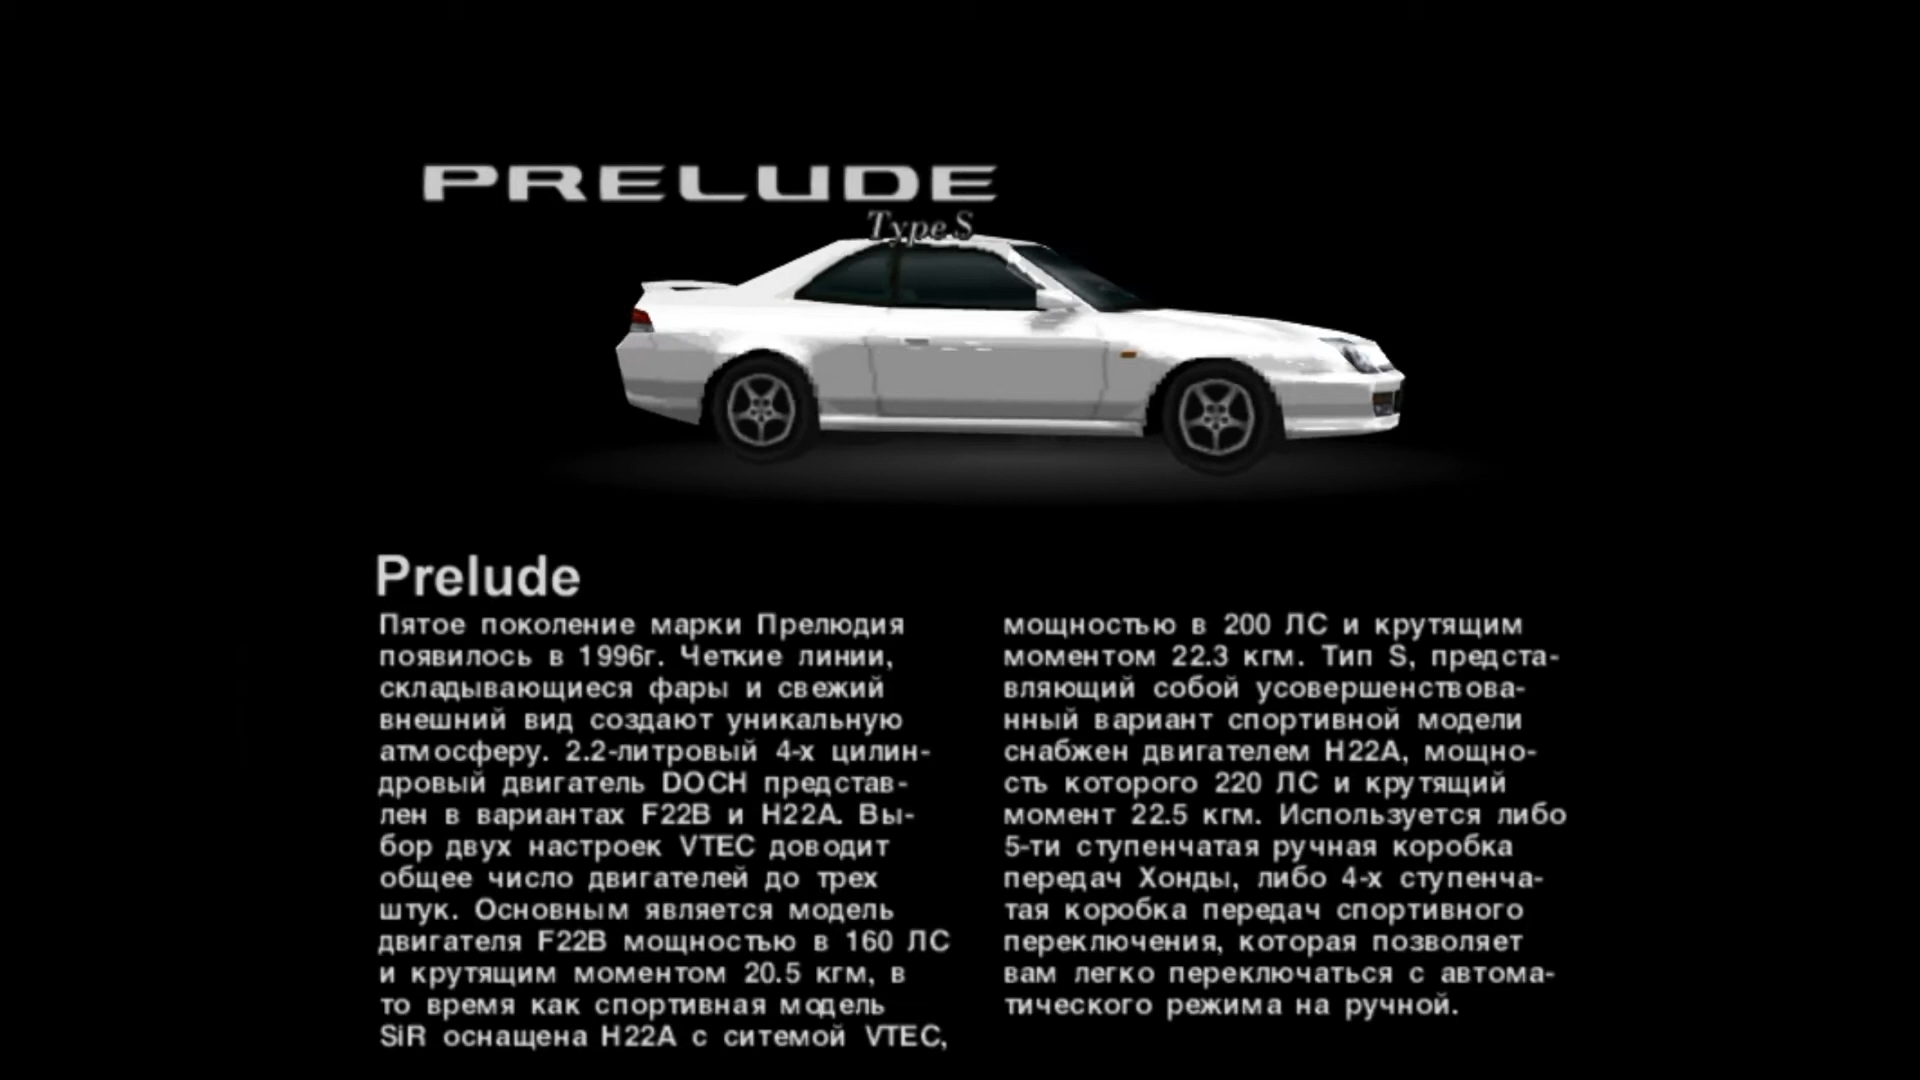 PRELUDE
Type S
Prelude
Пятое поколение марки Прелюдия
появилось в 1996г. Четкие линии,
складывающиеся фары и свежий
внешний вид создают уникальную
атмосферу. 2.2-литровый 4-х цилин-
дровый двигатель DOCH представ-
лен в вариантах F22B и H22A. Вы-
бор двух настроек VTEC доводит
общее число двигателей до трех
штук. Основным является модель
двигателя F22B мощностью в 160 ЛС
и крутящим моментом 20.5 кгм, в
то время как спортивная модель
SiR оснащена H22A с ситемой VTEC,
мощностью в 200 ЛС и крутящим
моментом 22.3 кгм. Тип S, предста-
вляющий собой усовершенствова-
нный вариант спортивной модели
снабжен двигателем H22A, мощно-
сть которого 220 ЛС и крутящий
момент 22.5 кгм. Используется либо
5-ти ступенчатая ручная коробка
передач Хонды, либо 4-х ступенча-
тая коробка передач спортивного
переключения, которая позволяет
вам легко переключаться с автома-
тического режима на ручной.